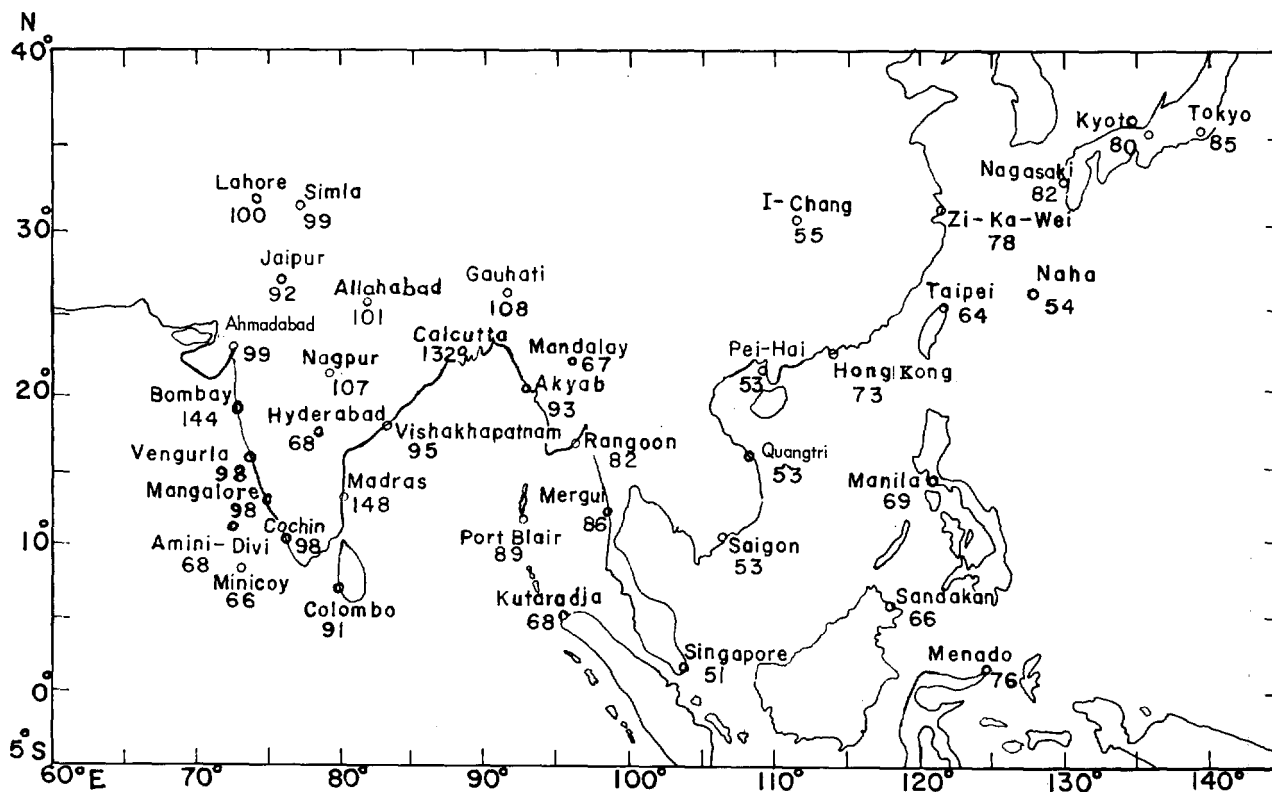 N
40°
30°
20°
10°
0°
5°S
60°E
70°
80°
90°
100°
110°
120°
130°
140°
Kyoto
80
Tokyo
85
Nagasaki
82
Lahore
100
Simla
99
I-Chang
55
Zi-Ka-Wei
78
Jaipur
92
Allahabad
101
Gauhati
108
Naha
54
Taipei
64
Ahmadabad
99
Calcutta
132
Nagpur
107
Mandalay
67
Pei-Hai
53
Hong Kong
73
Bombay
144
Hyderabad
68
Akyab
93
Vishakhapatnam
95
Rangoon
82
Quangtri
53
Vengurla
98
Mangalore
98
Madras
148
Mergui
86
Manila
69
Cochin
98
Amini-Divi
68
Port Blair
89
Saigon
53
Minicoy
66
Colombo
91
Kutaradja
68
Sandakan
66
Singapore
51
Menado
76